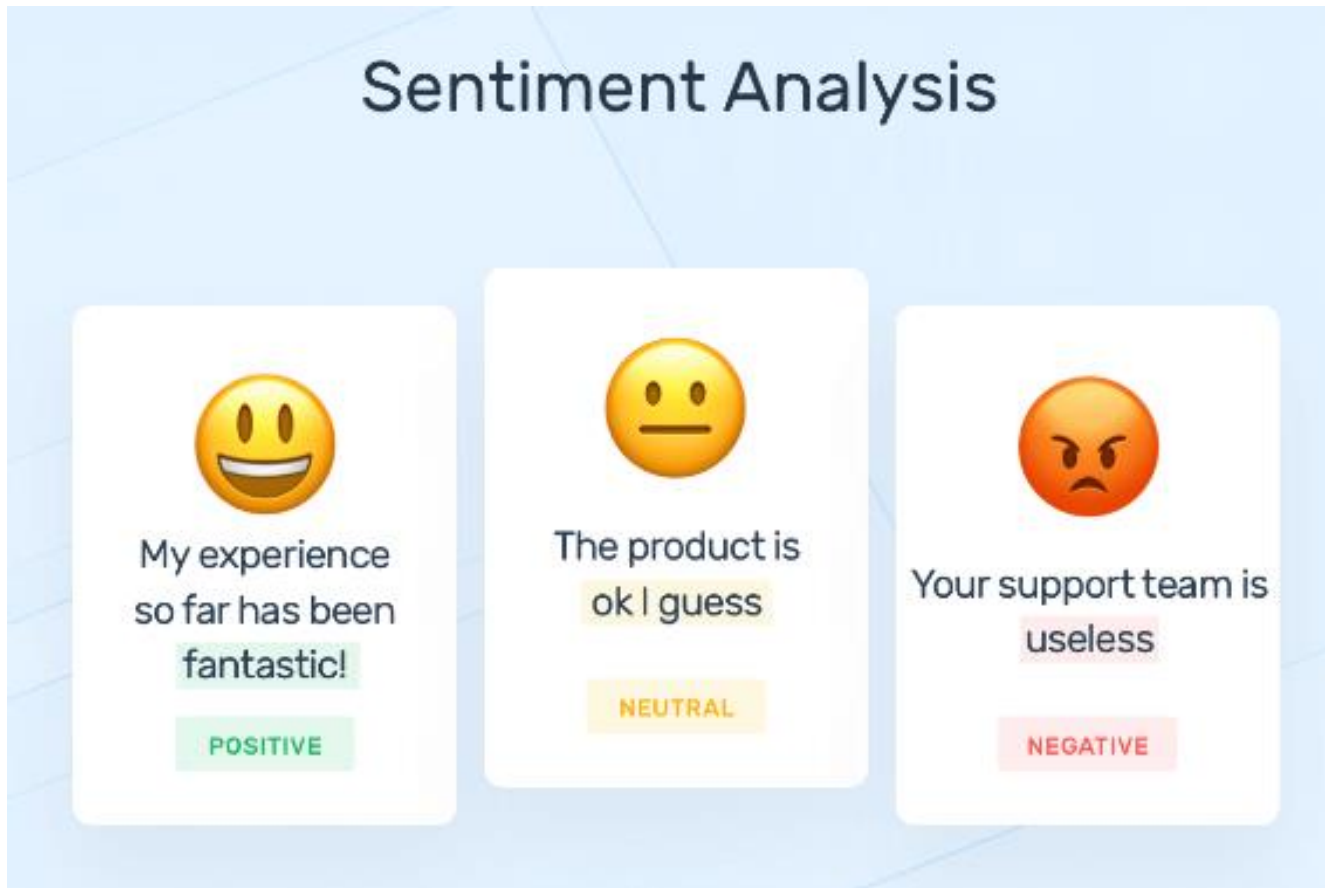 Sentiment Analysis
My experience
so far has been
fantastic!
POSITIVE
The product is
ok I guess
NEUTRAL
Your support team is
useless
NEGATIVE